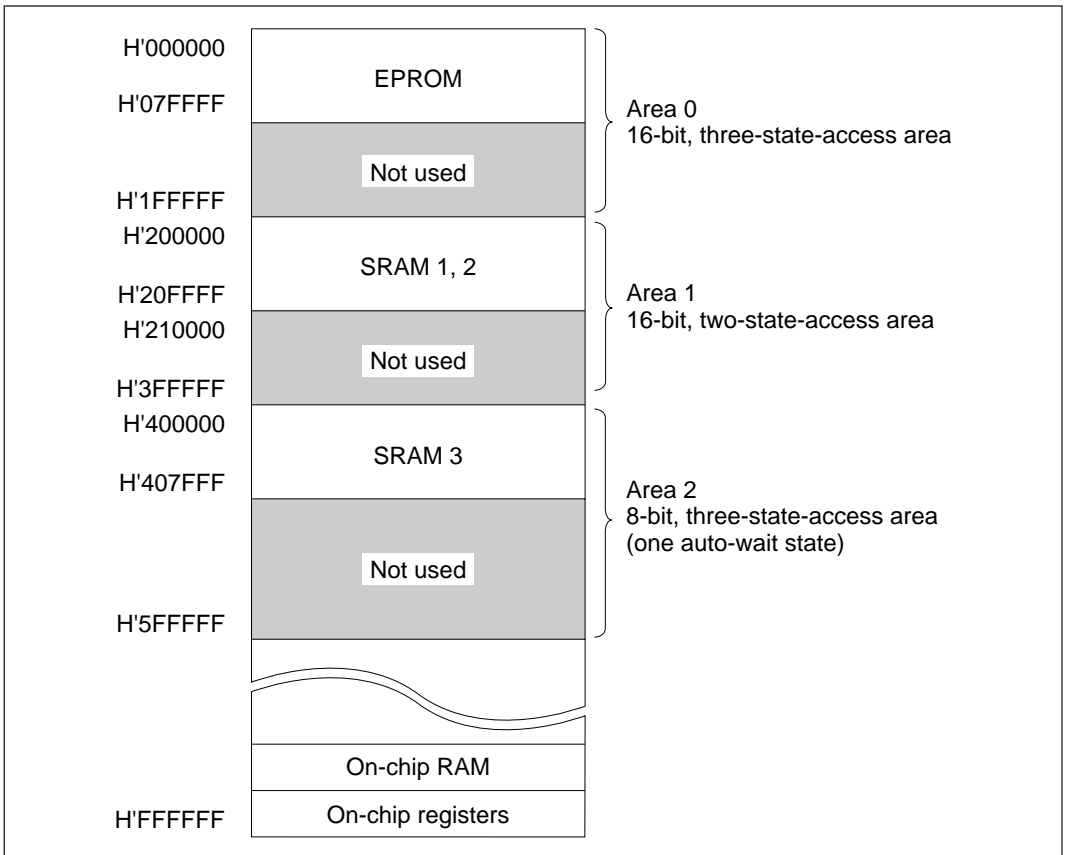 H'000000
EPROM
H'07FFFF
Area 0
16-bit, three-state-access area
Not used
H'1FFFFF
H'200000
SRAM 1, 2
H'20FFFF
Area 1
16-bit, two-state-access area
H'210000
Not used
H'3FFFFF
H'400000
SRAM 3
H'407FFF
Area 2
8-bit, three-state-access area
(one auto-wait state)
Not used
H'5FFFFF
On-chip RAM
On-chip registers
H'FFFFFF